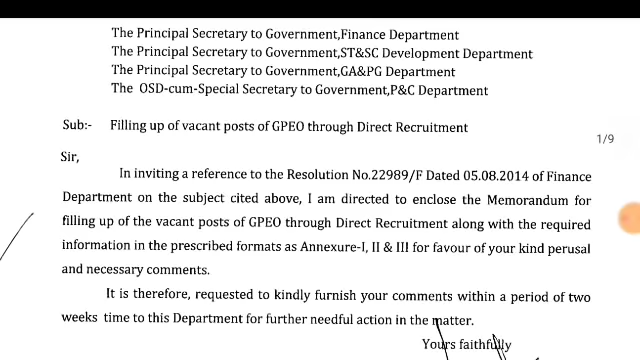 The Principal Secretary to Government,Finance Department
The Principal Secretary to Government,ST&SC Development Department
The Principal Secretary to Government,GA&PG Department
The OSD-cum-Special Secretary to Government,P&C Department
Sub:- Filling up of vacant posts of GPEO through Direct Recruitment
1/9
Sir,
In inviting a reference to the Resolution No.22989/F Dated 05.08.2014 of Finance
Department on the subject cited above, I am directed to enclose the Memorandum for
filling up of the vacant posts of GPEO through Direct Recruitment along with the required
information in the prescribed formats as Annexure-I, II & III for favour of your kind perusal
and necessary comments.
It is therefore, requested to kindly furnish your comments within a period of two
weeks time to this Department for further needful action in the matter.
Yours faithfully